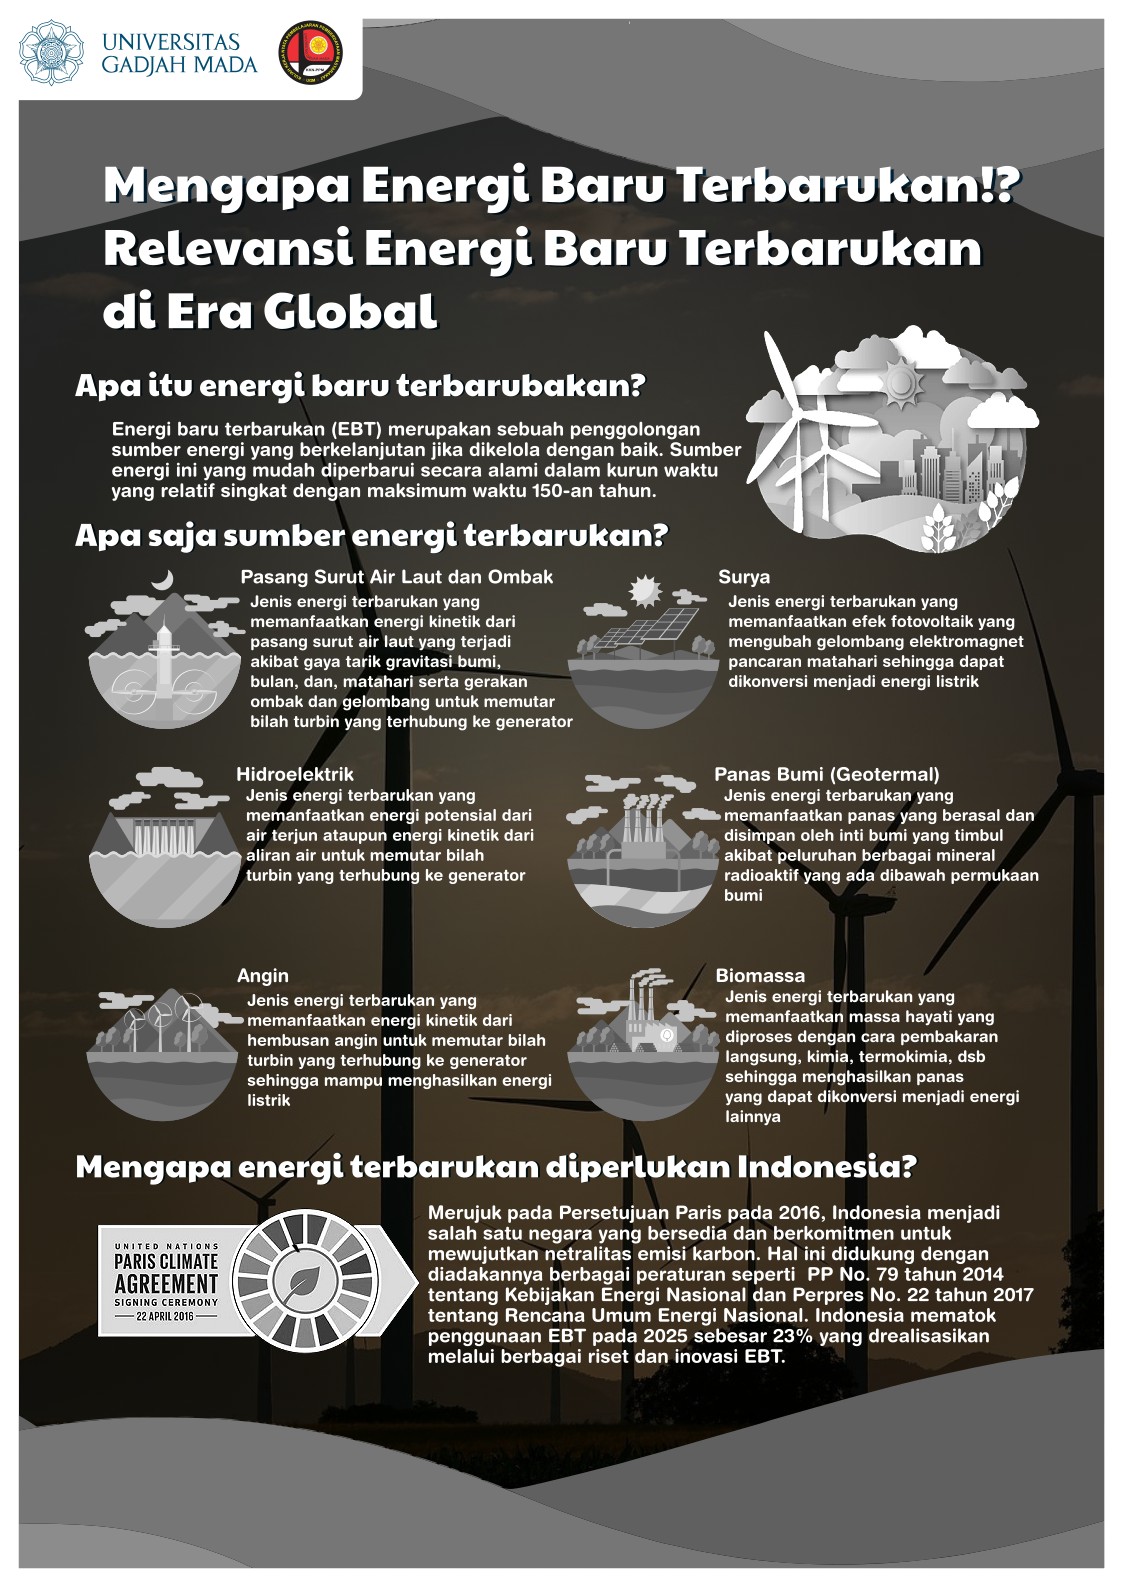 UNIVERSITAS
GADJAH MADA
Mengapa Energi Baru Terbarukan!?
Relevansi Energi Baru Terbarukan
di Era Global
Apa itu energi baru terbarubakan?
Energi baru terbarukan (EBT) merupakan sebuah penggolongan
sumber energi yang berkelanjutan jika dikelola dengan baik. Sumber
energi ini yang mudah diperbarui secara alami dalam kurun waktu
yang relatif singkat dengan maksimum waktu 150-an tahun.
Apa saja sumber energi terbarukan?
Pasang Surut Air Laut dan Ombak
Jenis energi terbarukan yang
memanfaatkan energi kinetik dari
pasang surut air laut yang terjadi
akibat gaya tarik gravitasi bumi,
bulan, dan, matahari serta gerakan
ombak dan gelombang untuk memutar
bilah turbin yang terhubung ke generator
Surya
Jenis energi terbarukan yang
memanfaatkan efek fotovoltaik yang
mengubah gelombang elektromagnet
pancaran matahari sehingga dapat
dikonversi menjadi energi listrik
Hidroelektrik
Jenis energi terbarukan yang
memanfaatkan energi potensial dari
air terjun ataupun energi kinetik dari
aliran air untuk memutar bilah
turbin yang terhubung ke generator
Panas Bumi (Geotermal)
Jenis energi terbarukan yang
memanfaatkan panas yang berasal dan
disimpan oleh inti bumi yang timbul
akibat peluruhan berbagai mineral
radioaktif yang ada dibawah permukaan
bumi
Angin
Jenis energi terbarukan yang
memanfaatkan energi kinetik dari
hembusan angin untuk memutar bilah
turbin yang terhubung ke generator
sehingga mampu menghasilkan energi
listrik
Biomassa
Jenis energi terbarukan yang
memanfaatkan massa hayati yang
diproses dengan cara pembakaran
langsung, kimia, termokimia, dsb
sehingga menghasilkan panas
yang dapat dikonversi menjadi energi
lainnya
Mengapa energi terbarukan diperlukan Indonesia?
UNITED NATIONS
PARIS CLIMATE
AGREEMENT
SIGNING CEREMONY
22 APRIL 2016
Merujuk pada Persetujuan Paris pada 2016, Indonesia menjadi
salah satu negara yang bersedia dan berkomitmen untuk
mewujutkan netralitas emisi karbon. Hal ini didukung dengan
diadakannya berbagai peraturan seperti  PP No. 79 tahun 2014
tentang Kebijakan Energi Nasional dan Perpres No. 22 tahun 2017
tentang Rencana Umum Energi Nasional. Indonesia mematok
penggunaan EBT pada 2025 sebesar 23% yang drealisasikan
melalui berbagai riset dan inovasi EBT.